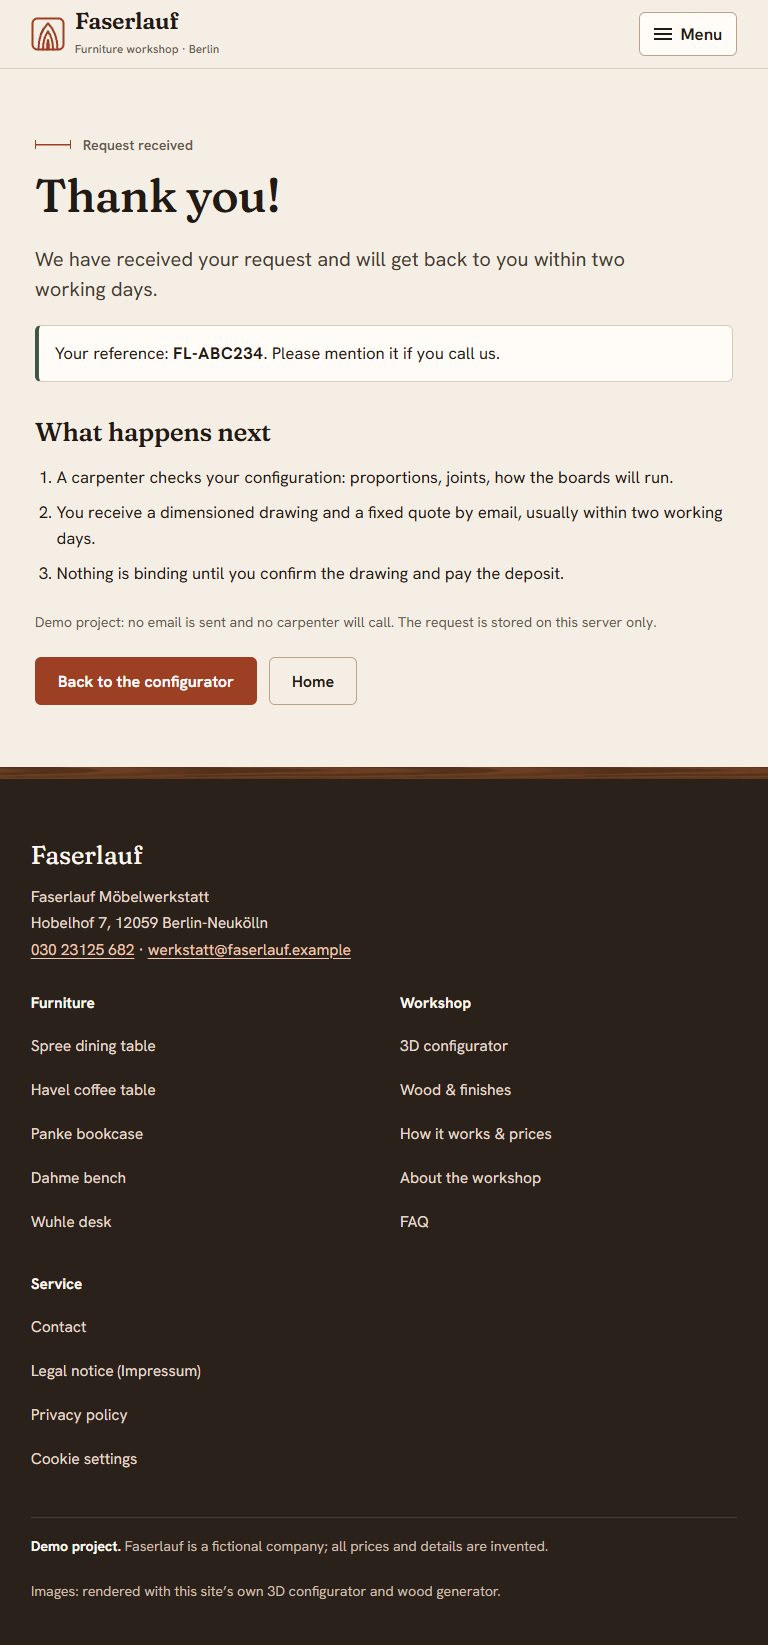 Faserlauf
Furniture workshop · Berlin
Menu
Request received
Thank you!
We have received your request and will get back to you within two
working days.
Your reference: FL-ABC234. Please mention it if you call us.
What happens next
1. A carpenter checks your configuration: proportions, joints, how the boards will run.
2. You receive a dimensioned drawing and a fixed quote by email, usually within two working
days.
3. Nothing is binding until you confirm the drawing and pay the deposit.
Demo project: no email is sent and no carpenter will call. The request is stored on this server only.
Back to the configurator
Home
Faserlauf
Faserlauf Möbelwerkstatt
Hobelhof 7, 12059 Berlin-Neukölln
030 23125 682 · werkstatt@faserlauf.example
Furniture
Spree dining table
Havel coffee table
Panke bookcase
Dahme bench
Wuhle desk
Workshop
3D configurator
Wood & finishes
How it works & prices
About the workshop
FAQ
Service
Contact
Legal notice (Impressum)
Privacy policy
Cookie settings
Demo project. Faserlauf is a fictional company; all prices and details are invented.
Images: rendered with this site’s own 3D configurator and wood generator.